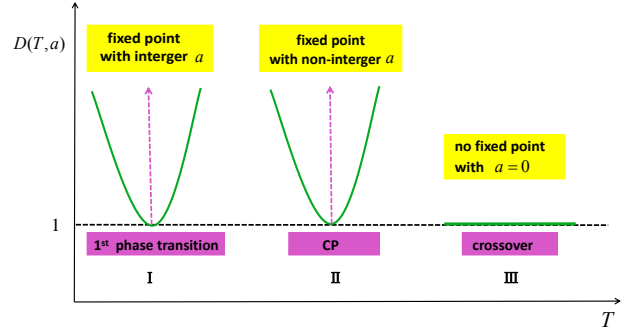 D(T,a)
fixed point
with interger a
fixed point
with non-interger a
no fixed point
with a=0
1
1st phase transition
CP
crossover
I
II
III
T